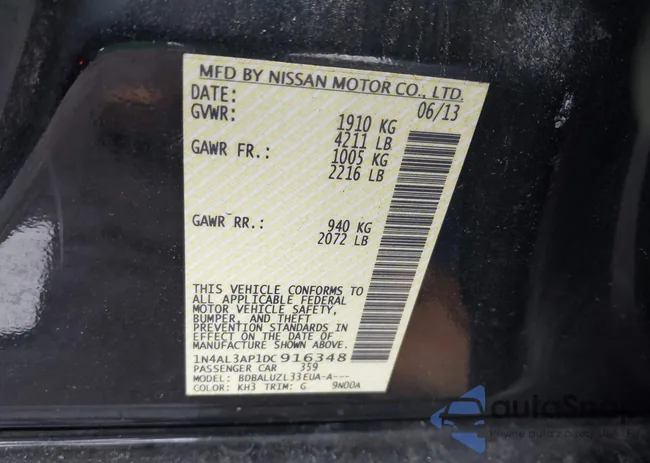 MFD BY NISSAN MOTOR CO., LTD.
DATE: 06/13
GVWR: 1910 KG
4211 LB
GAWR FR.: 1005 KG
2216 LB
GAWR RR.: 940 KG
2072 LB
THIS VEHICLE CONFORMS TO
ALL APPLICABLE FEDERAL
MOTOR VEHICLE SAFETY,
BUMPER, AND THEFT
PREVENTION STANDARDS IN
EFFECT ON THE DATE OF
MANUFACTURE SHOWN ABOVE.
1N4AL3AP1DC916348
PASSENGER CAR 359
MODEL: BDBALUZL33EUA-A---
COLOR: KH3 TRIM: G 9N00A
autoSnap